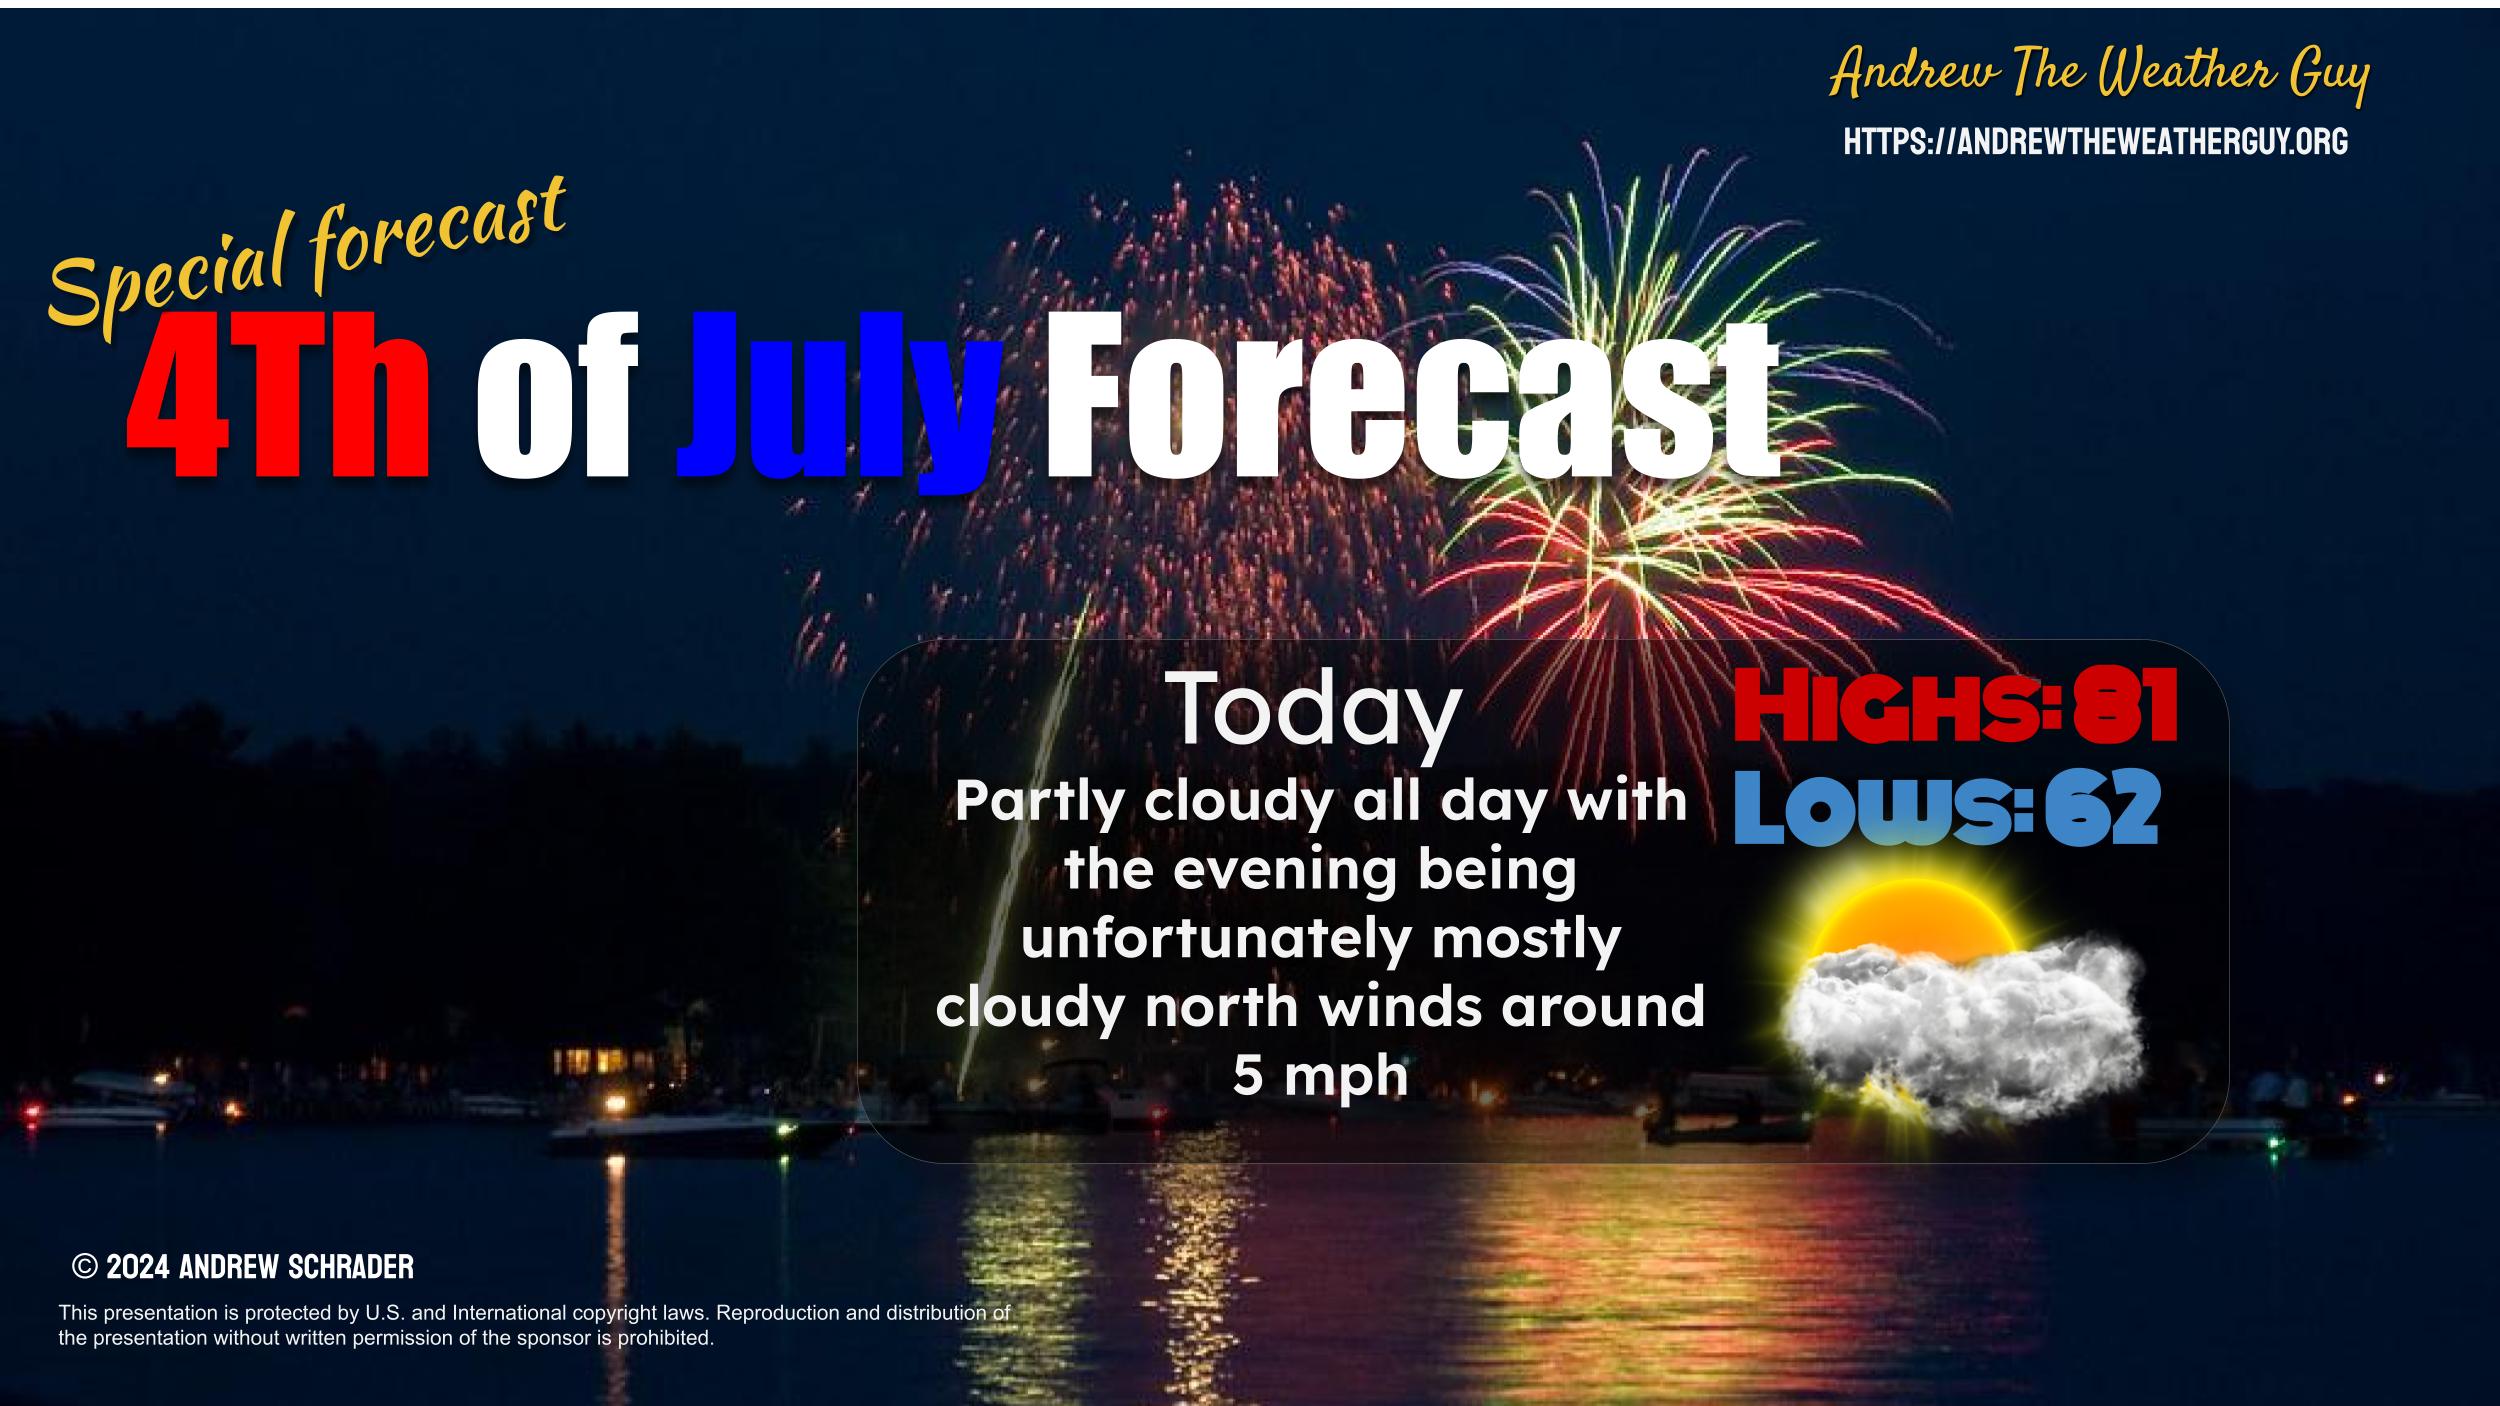 Andrew The Weather Guy
HTTPS://ANDREWTHEWEATHERGUY.ORG
Special forecast
4Th of July Forecast
Today
Partly cloudy all day with
the evening being
unfortunately mostly
cloudy north winds around
5 mph
Highs: 81
Lows: 62
© 2024 ANDREW SCHRADER
This presentation is protected by U.S. and International copyright laws. Reproduction and distribution of
the presentation without written permission of the sponsor is prohibited.